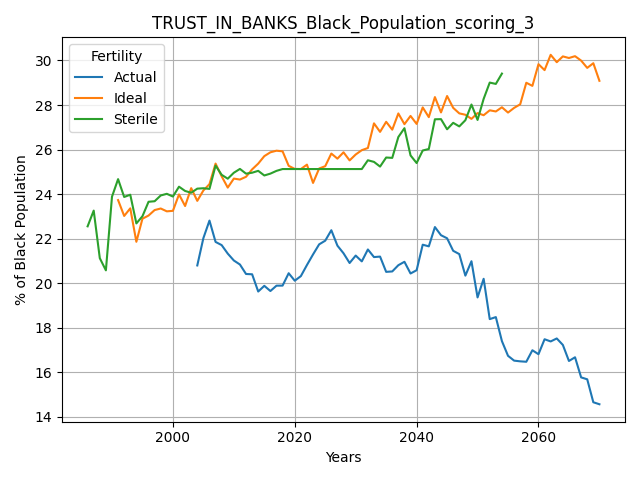 TRUST_IN_BANKS_Black_Population_scoring_3
Fertility
Actual
Ideal
Sterile
% of Black Population
30
28
26
24
22
20
18
16
14
2000
2020
2040
2060
Years